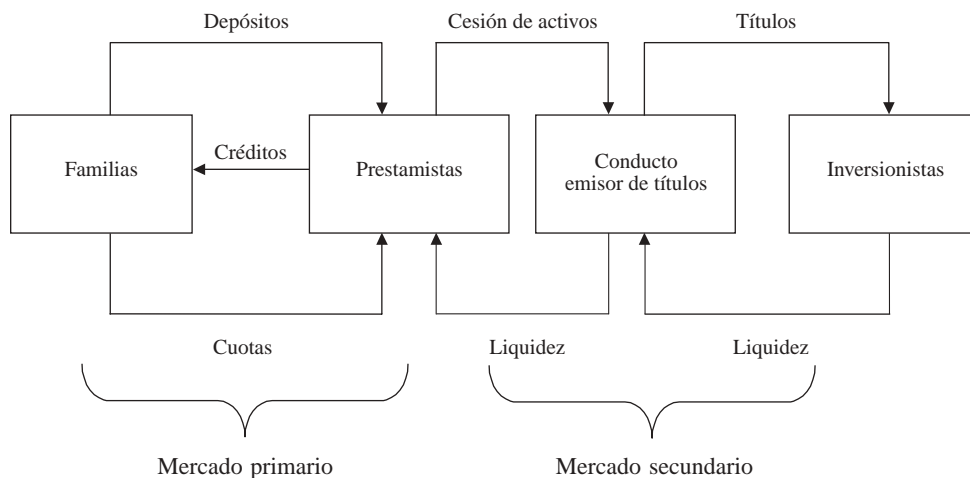 Depósitos
Cesión de activos
Títulos
Familias
Créditos
Prestamistas
Conducto
emisor de títulos
Inversionistas
Cuotas
Liquidez
Liquidez
Mercado primario
Mercado secundario